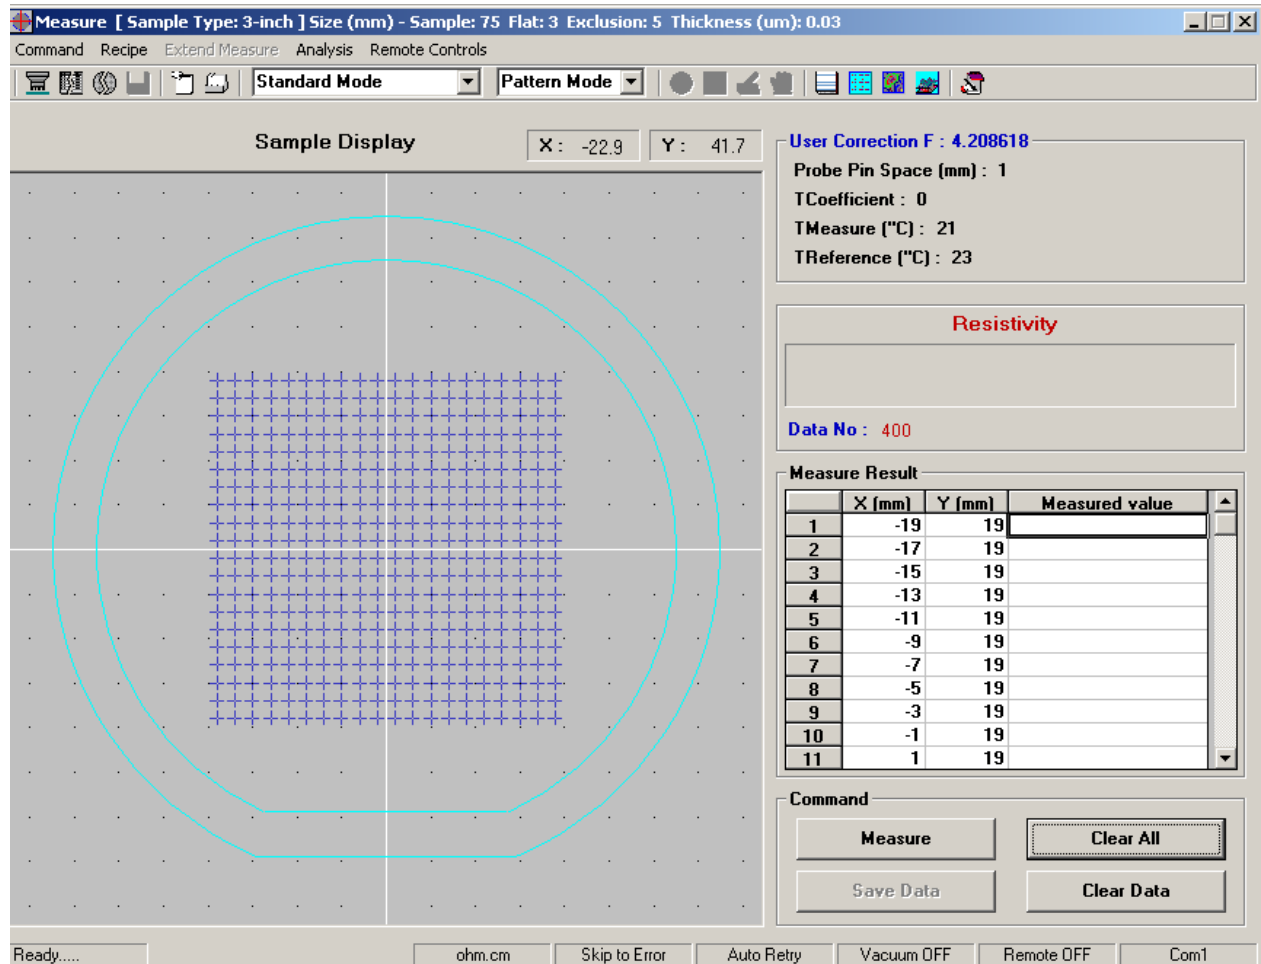 Measure [ Sample Type: 3-inch ] Size (mm) - Sample: 75 Flat: 3 Exclusion: 5 Thickness (um): 0.03
Command Recipe Extend Measure Analysis Remote Controls
Standard Mode Pattern Mode
Sample Display X : -22.9 Y : 41.7
User Correction F : 4.208618
Probe Pin Space (mm) : 1
TCoefficient : 0
TMeasure ("C) : 21
TReference ("C) : 23
Resistivity
Data No : 400
Measure Result
X (mm) Y (mm) Measured value
1 -19 19
2 -17 19
3 -15 19
4 -13 19
5 -11 19
6 -9 19
7 -7 19
8 -5 19
9 -3 19
10 -1 19
11 1 19
Command
Measure Clear All
Save Data Clear Data
Ready..... ohm.cm Skip to Error Auto Retry Vacuum OFF Remote OFF Com1